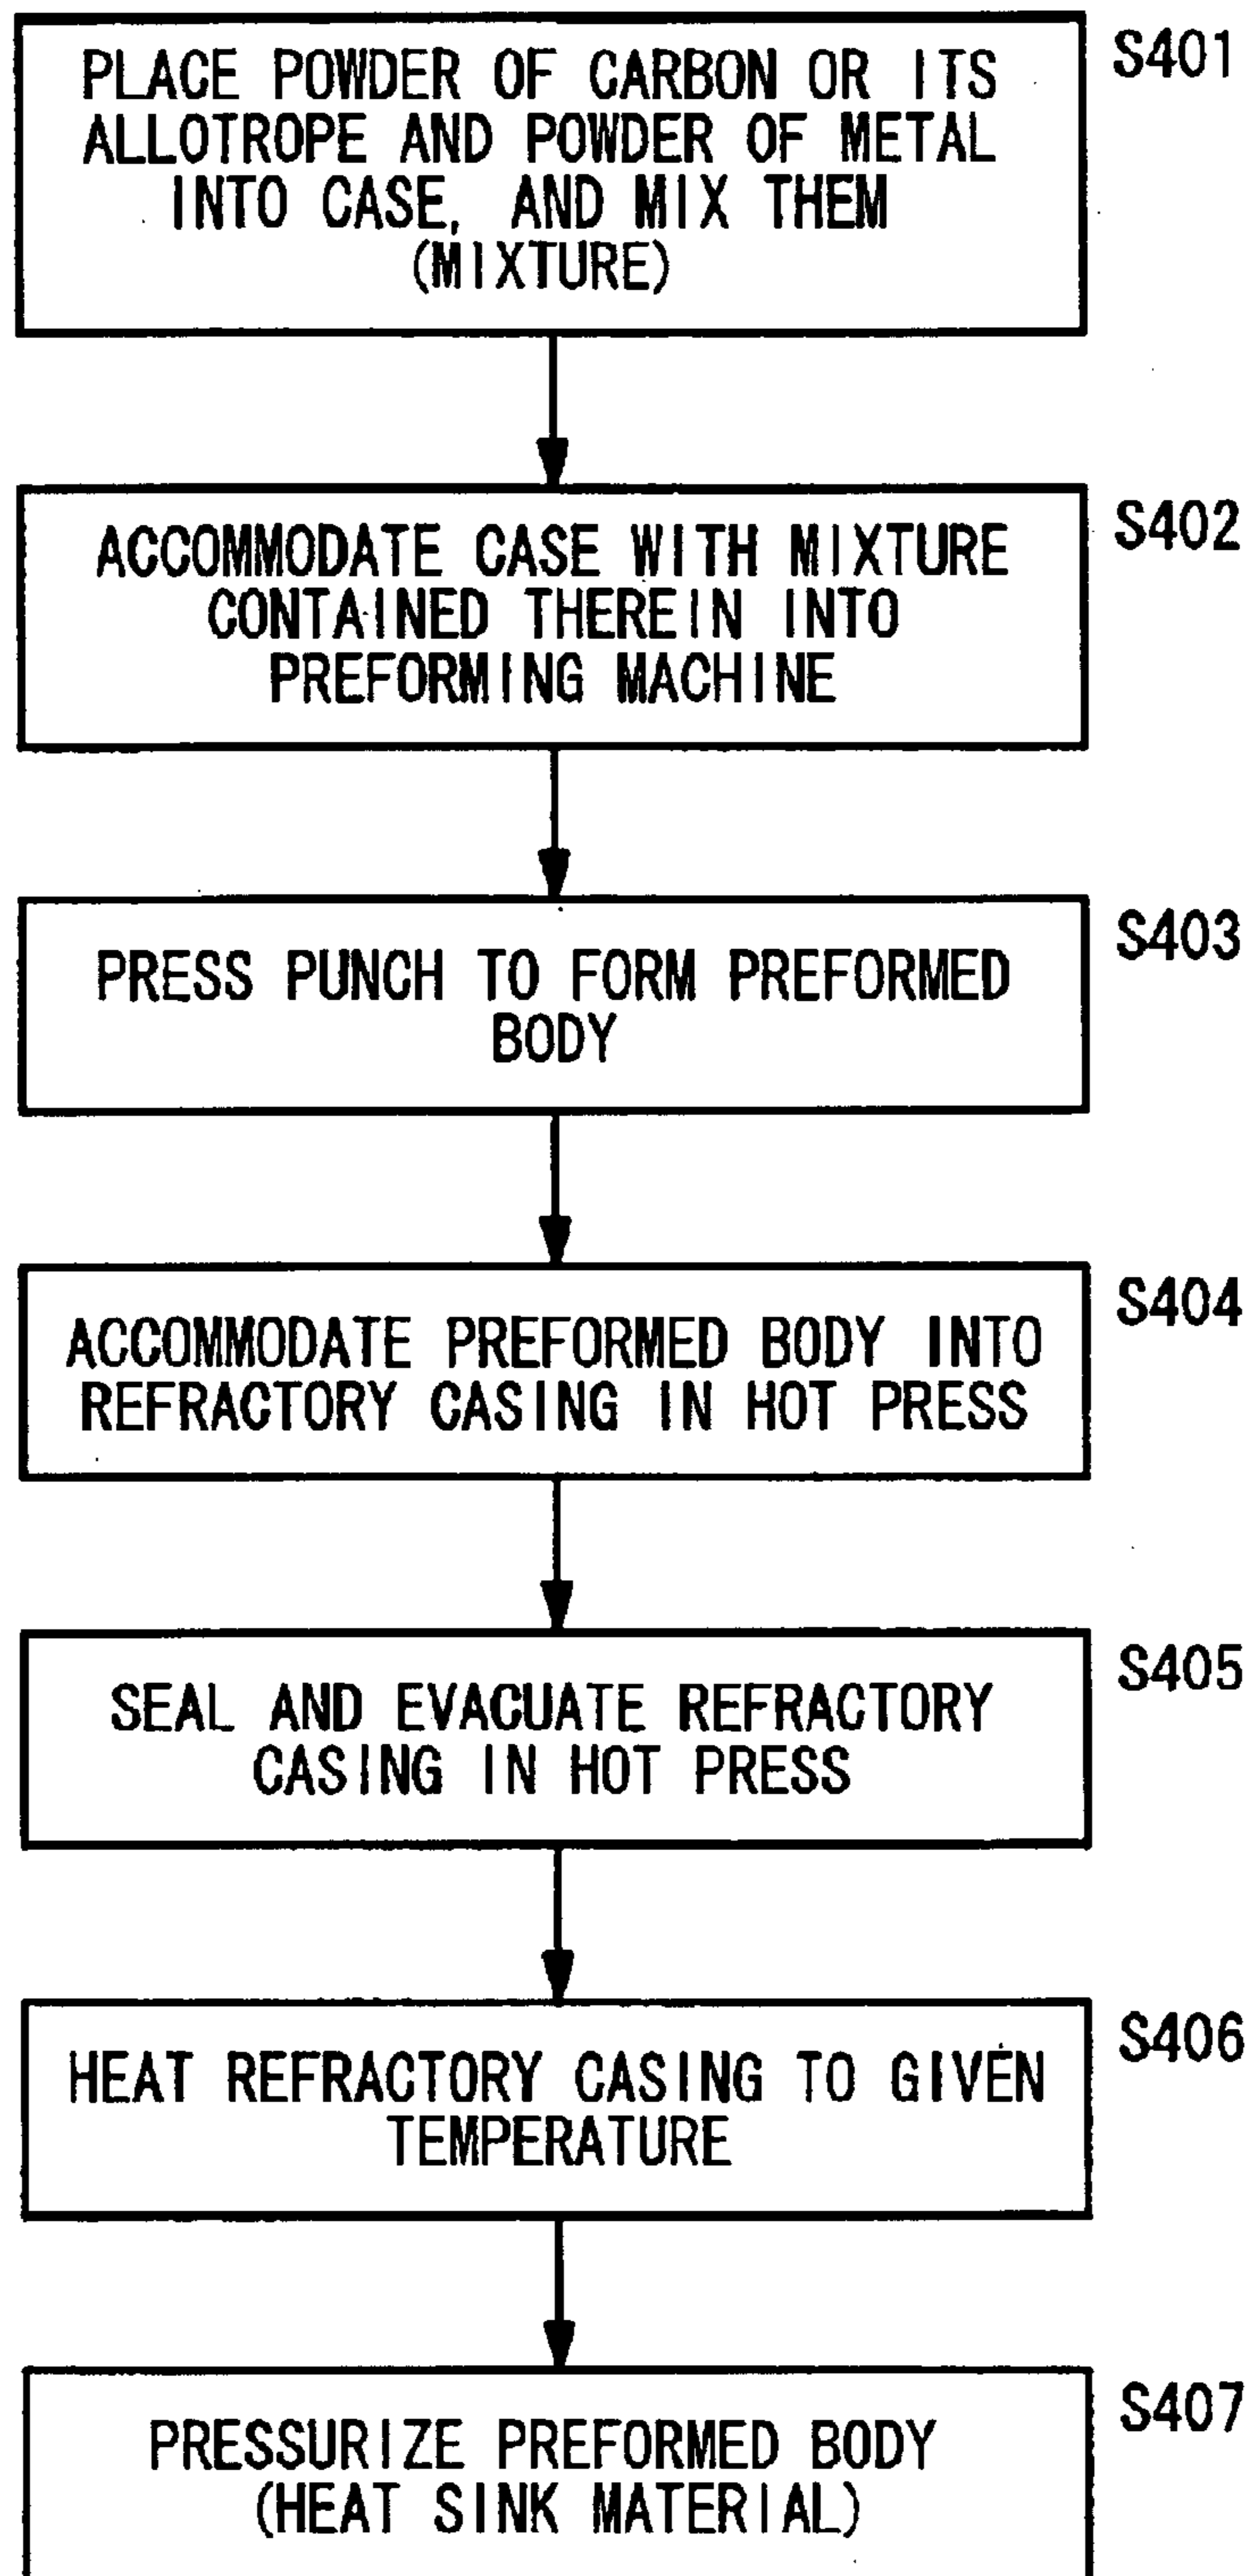 S401
PLACE POWDER OF CARBON OR ITS
ALLOTROPE AND POWDER OF METAL
INTO CASE, AND MIX THEM
(MIXTURE)
S402
ACCOMMODATE CASE WITH MIXTURE
CONTAINED THEREIN INTO
PREFORMING MACHINE
S403
PRESS PUNCH TO FORM PREFORMED
BODY
S404
ACCOMMODATE PREFORMED BODY INTO
REFRACTORY CASING IN HOT PRESS
S405
SEAL AND EVACUATE REFRACTORY
CASING IN HOT PRESS
S406
HEAT REFRACTORY CASING TO GIVEN
TEMPERATURE
S407
PRESSURIZE PREFORMED BODY
(HEAT SINK MATERIAL)